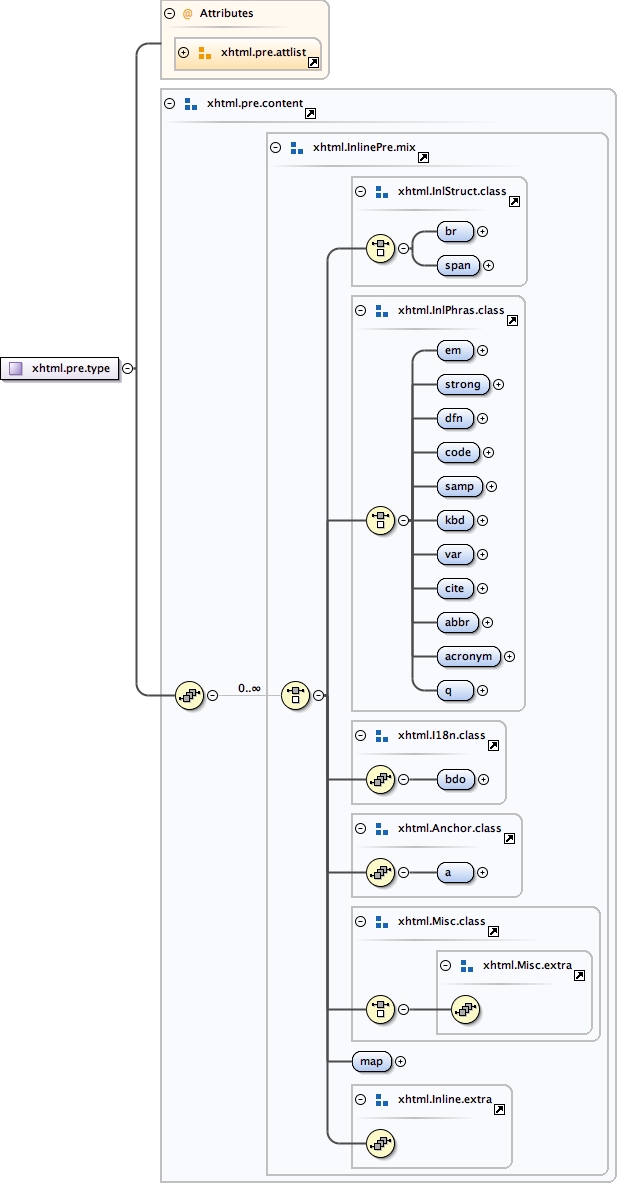 @ Attributes
xhtml.pre.attlist
xhtml.pre.content
xhtml.InlinePre.mix
xhtml.InlStruct.class
br
span
xhtml.InlPhras.class
em
xhtml.pre.type
strong
dfn
code
samp
kbd
var
cite
abbr
acronym
q
0..∞
xhtml.I18n.class
bdo
xhtml.Anchor.class
a
xhtml.Misc.class
xhtml.Misc.extra
map
xhtml.Inline.extra